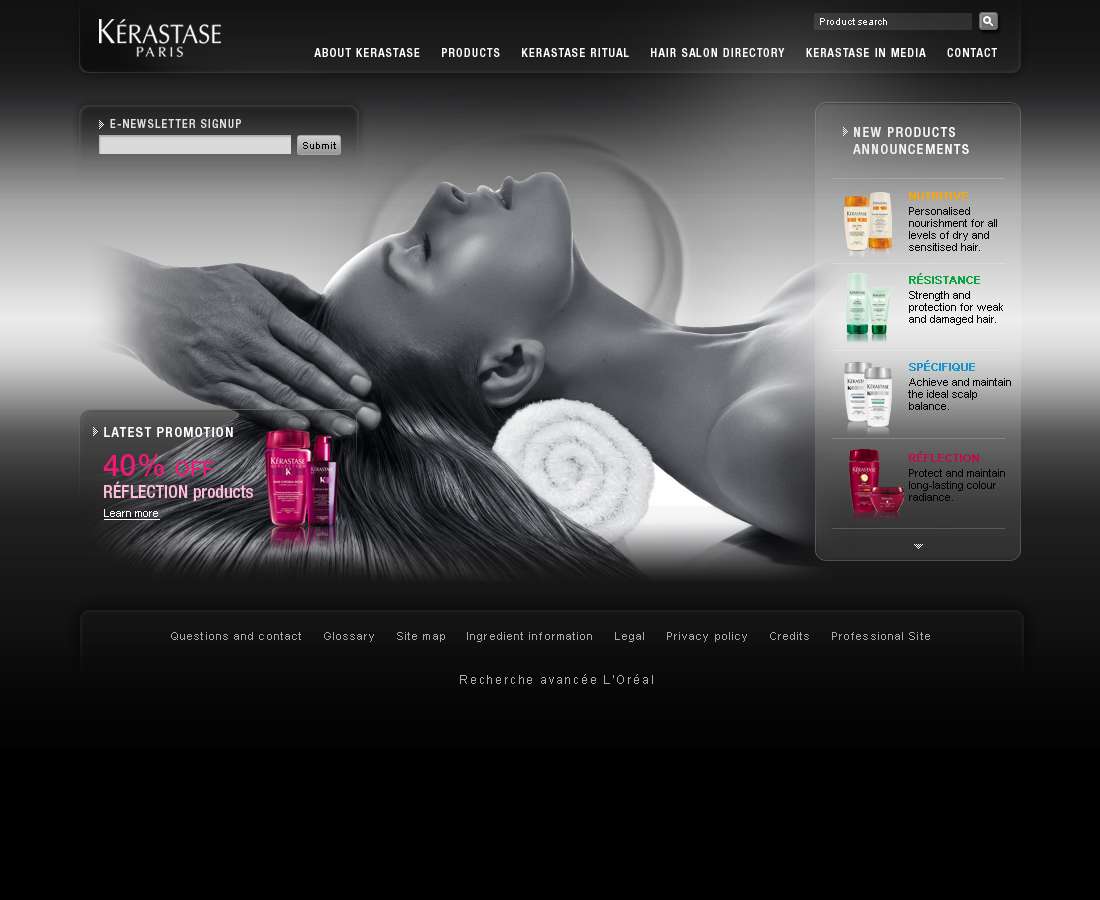 KÉRASTASE
PARIS
Product search
ABOUT KERASTASE PRODUCTS KERASTASE RITUAL HAIR SALON DIRECTORY KERASTASE IN MEDIA CONTACT
E-NEWSLETTER SIGNUP
Submit
NEW PRODUCTS
ANNOUNCEMENTS
NUTRITIVE
Personalised
nourishment for all
levels of dry and
sensitised hair.
RÉSISTANCE
Strength and
protection for weak
and damaged hair.
SPÉCIFIQUE
Achieve and maintain
the ideal scalp
balance.
RÉFLECTION
Protect and maintain
long-lasting colour
radiance.
LATEST PROMOTION
40% OFF
RÉFLECTION products
Learn more
KÉRASTASE
Questions and contact Glossary Site map Ingredient information Legal Privacy policy Credits Professional Site
Recherche avancée L'Oréal